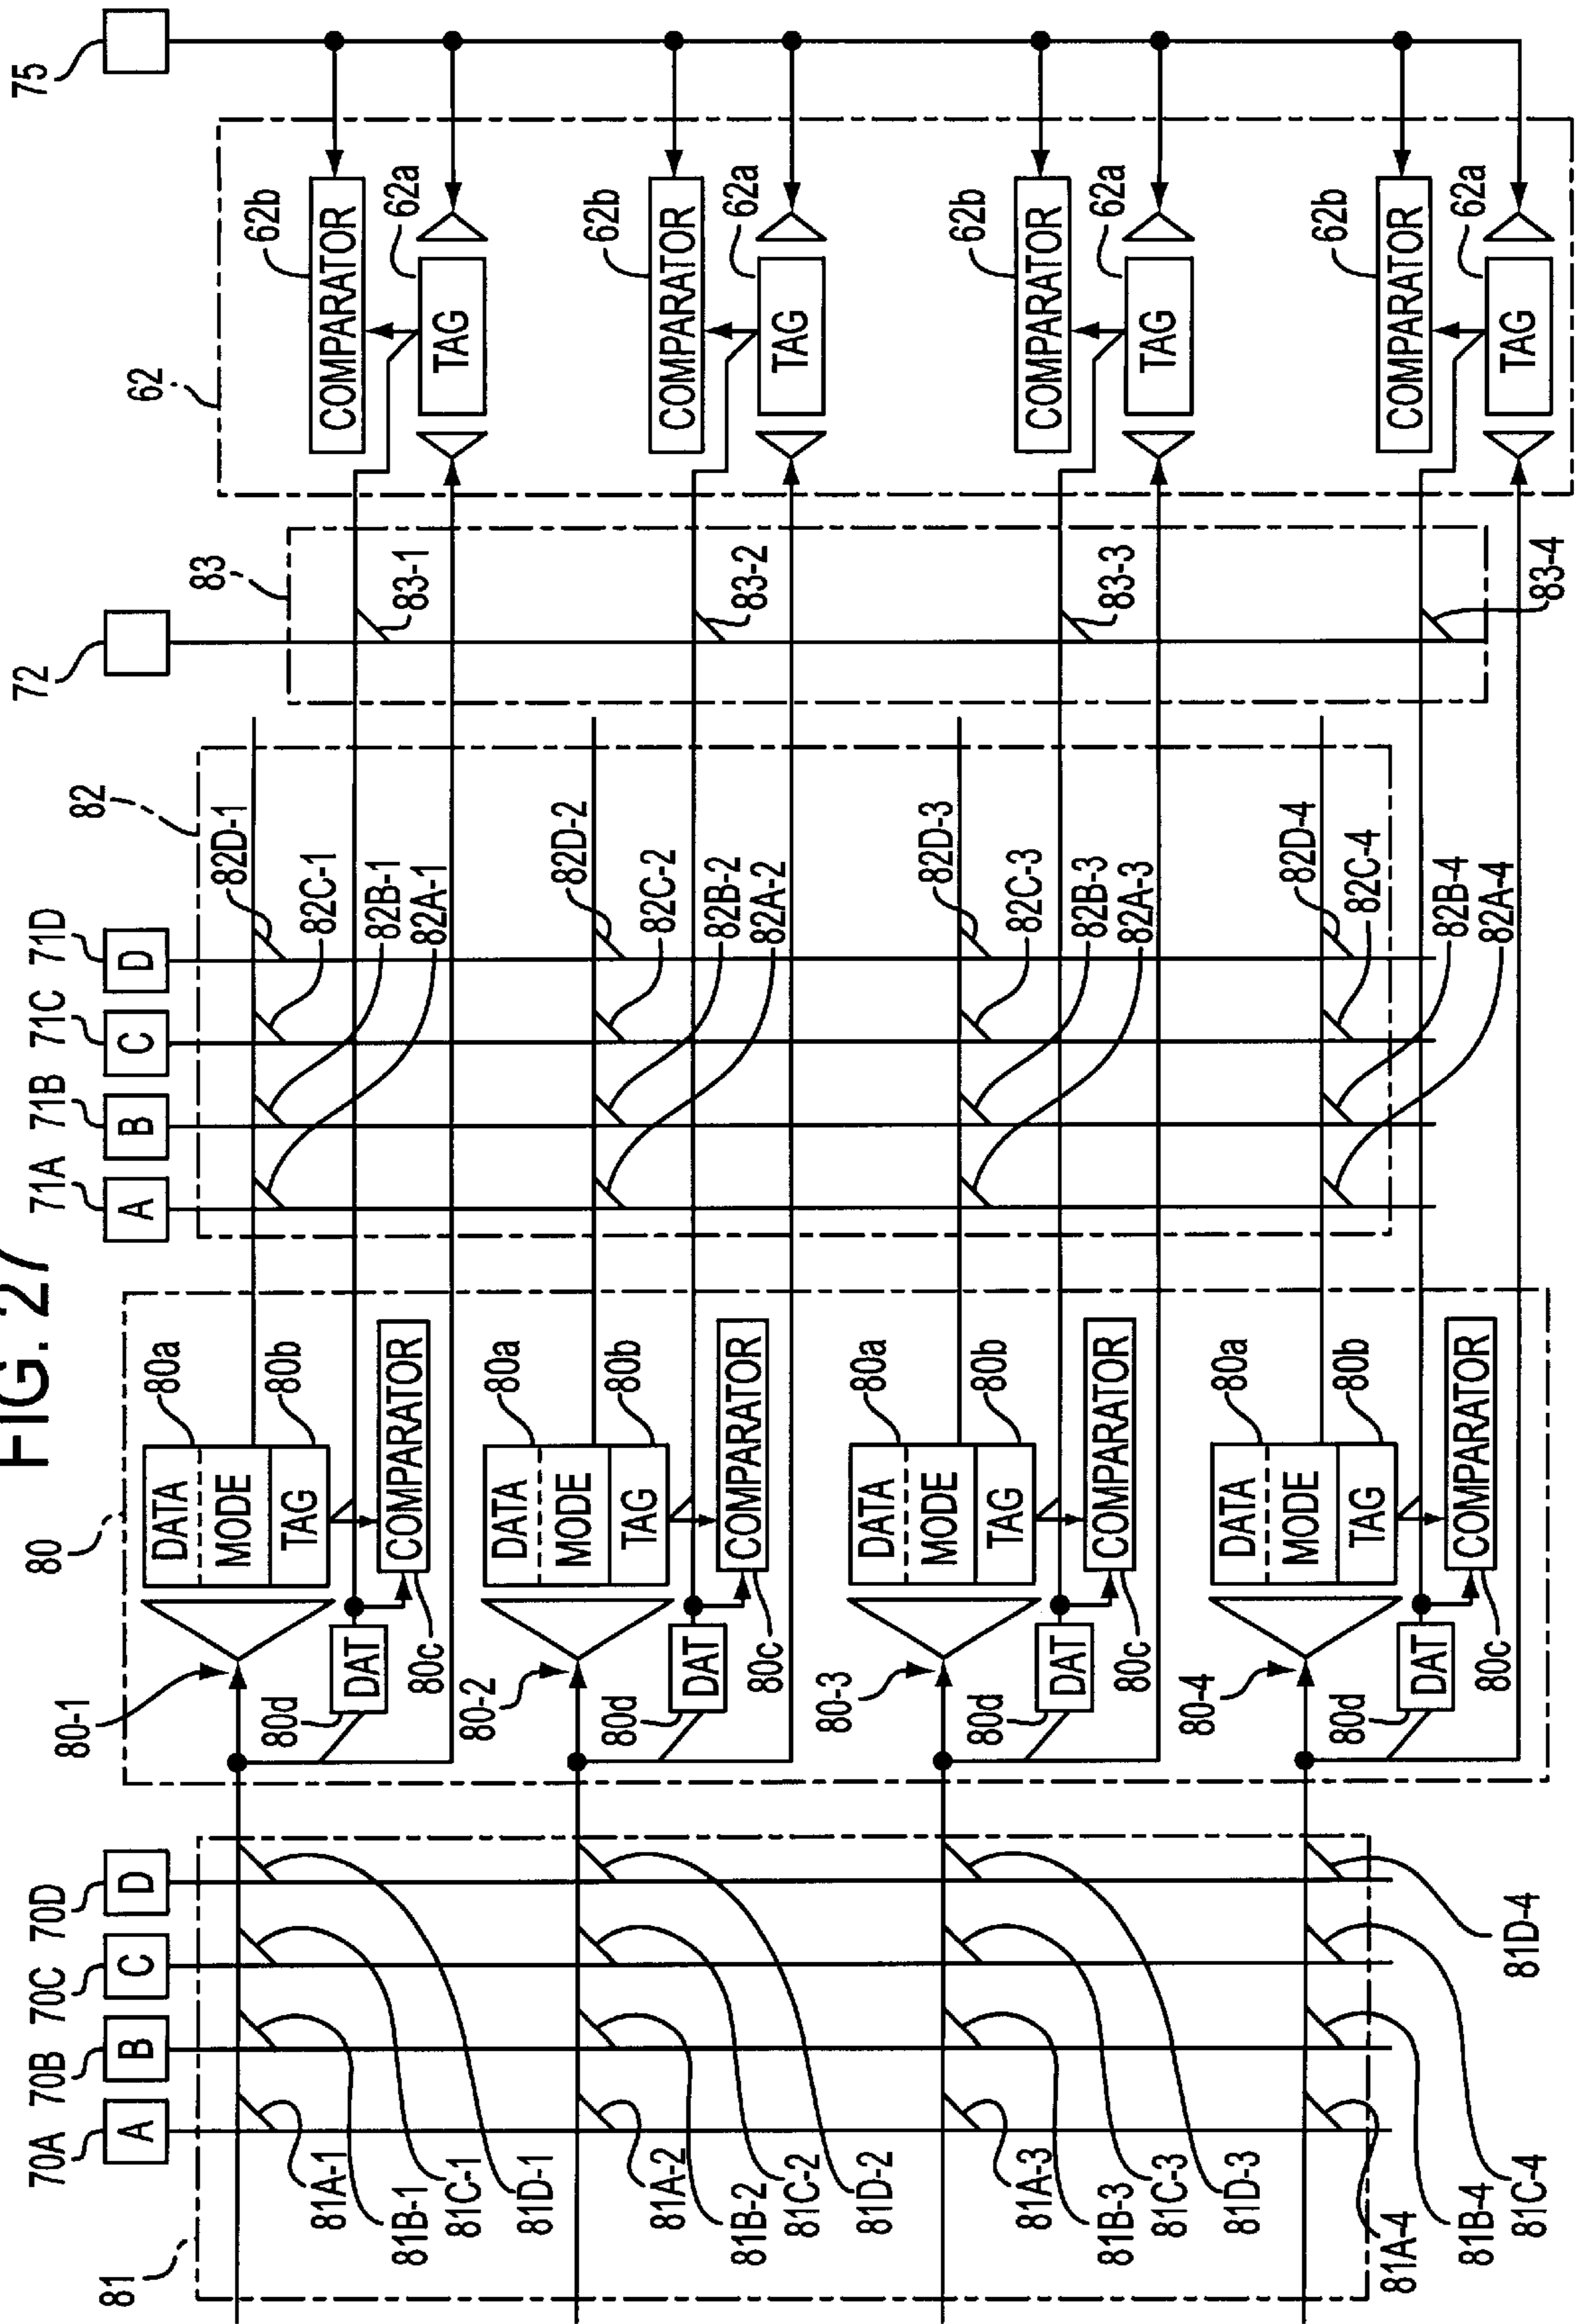 FIG. 27
70A
70B
70C
70D
A
B
C
D
71A
71B
71C
71D
A
B
C
D
72
75
81
80
82
83
62
80-1
DATA
MODE
TAG
80a
80b
80d
DAT
80c
COMPARATOR
81A-1
81B-1
81C-1
81D-1
82D-1
82C-1
82B-1
82A-1
83-1
COMPARATOR
62b
TAG
62a
80-2
DATA
MODE
TAG
80a
80b
80d
DAT
80c
COMPARATOR
81A-2
81B-2
81C-2
81D-2
82D-2
82C-2
82B-2
82A-2
83-2
COMPARATOR
62b
TAG
62a
80-3
DATA
MODE
TAG
80a
80b
80d
DAT
80c
COMPARATOR
81A-3
81B-3
81C-3
81D-3
82D-3
82C-3
82B-3
82A-3
83-3
COMPARATOR
62b
TAG
62a
80-4
DATA
MODE
TAG
80a
80b
80d
DAT
80c
COMPARATOR
81A-4
81B-4
81C-4
81D-4
82D-4
82C-4
82B-4
82A-4
83-4
COMPARATOR
62b
TAG
62a